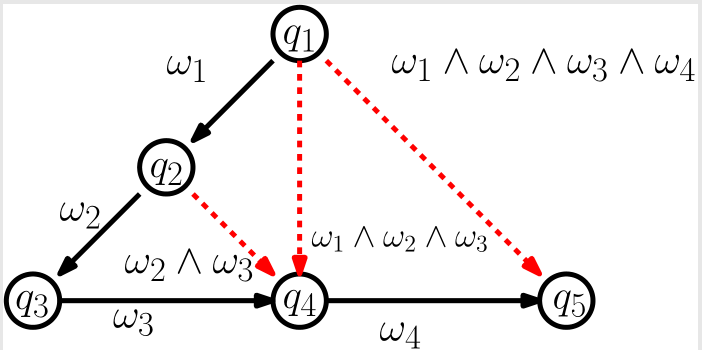 q₁
ω₁
ω₁ ∧ ω₂ ∧ ω₃ ∧ ω₄
q₂
ω₂
ω₁ ∧ ω₂ ∧ ω₃
ω₂ ∧ ω₃
q₃
q₄
q₅
ω₃
ω₄